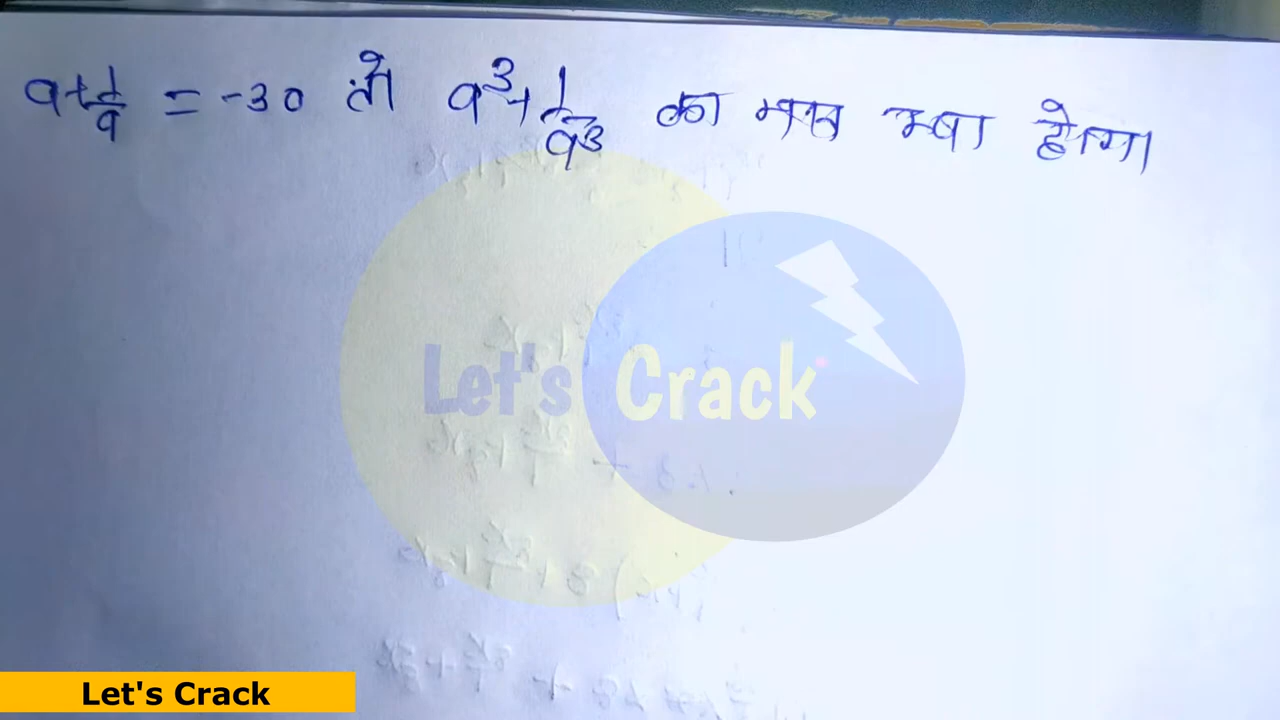 a+1/a = -30 तो a³+1/a³ का मान क्या होगा
Let's Crack
Let's Crack